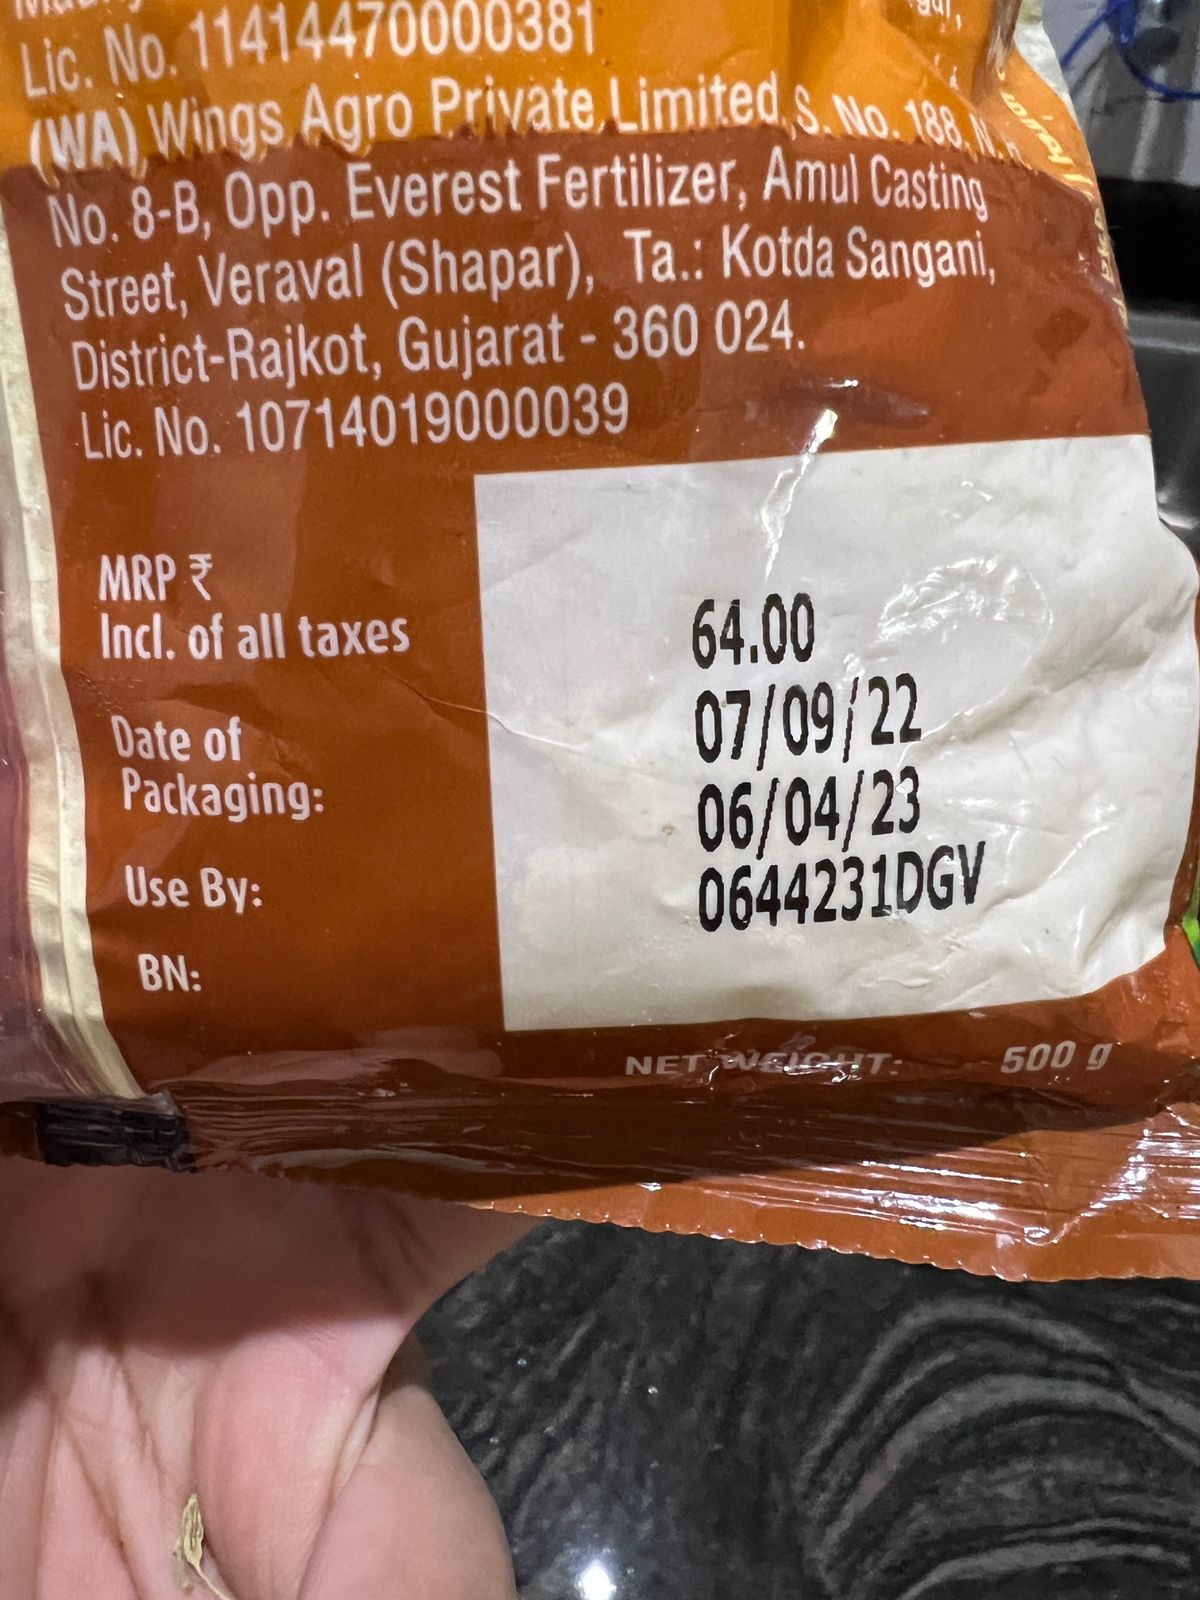 Lic. No. 11414470000381
(WA) Wings Agro Private Limited, S. No. 188,
No. 8-B, Opp. Everest Fertilizer, Amul Casting
Street, Veraval (Shapar), Ta.: Kotda Sangani,
District-Rajkot, Gujarat - 360 024.
Lic. No. 10714019000039
MRP ₹
Incl. of all taxes
64.00
Date of
Packaging:
07/09/22
Use By:
06/04/23
BN:
0644231DGV
NET WEIGHT: 500 g